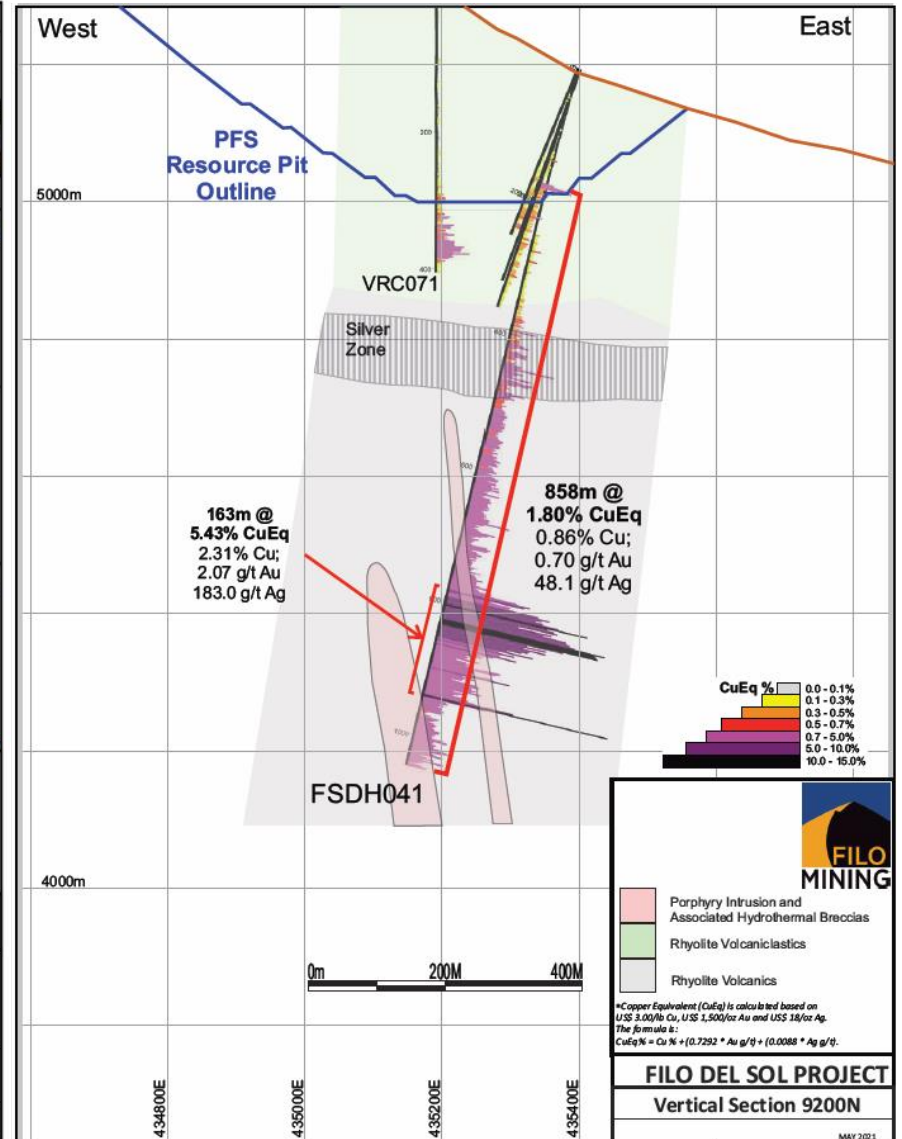 West
East
PFS
Resource Pit
Outline
5000m
200
200
400
VRC071
Silver
Zone
400
600
163m @
5.43% CuEq
2.31% Cu;
2.07 g/t Au
183.0 g/t Ag
858m @
1.80% CuEq
0.86% Cu;
0.70 g/t Au
48.1 g/t Ag
1000
FSDH041
CuEq %
0.0 - 0.1%
0.1 - 0.3%
0.3 - 0.5%
0.5 - 0.7%
0.7 - 5.0%
5.0 - 10.0%
10.0 - 15.0%
FILO
MINING
4000m
Porphyry Intrusion and
Associated Hydrothermal Breccias
Rhyolite Volcaniclastics
Rhyolite Volcanics
0m 200M 400M
*Copper Equivalent (CuEq) is calculated based on
US$ 3.00/lb Cu, US$ 1,500/oz Au and US$ 18/oz Ag.
The formula is:
CuEq% = Cu % + (0.7292 * Au g/t) + (0.0088 * Ag g/t).
FILO DEL SOL PROJECT
Vertical Section 9200N
MAY 2021
434800E
435000E
435200E
435400E